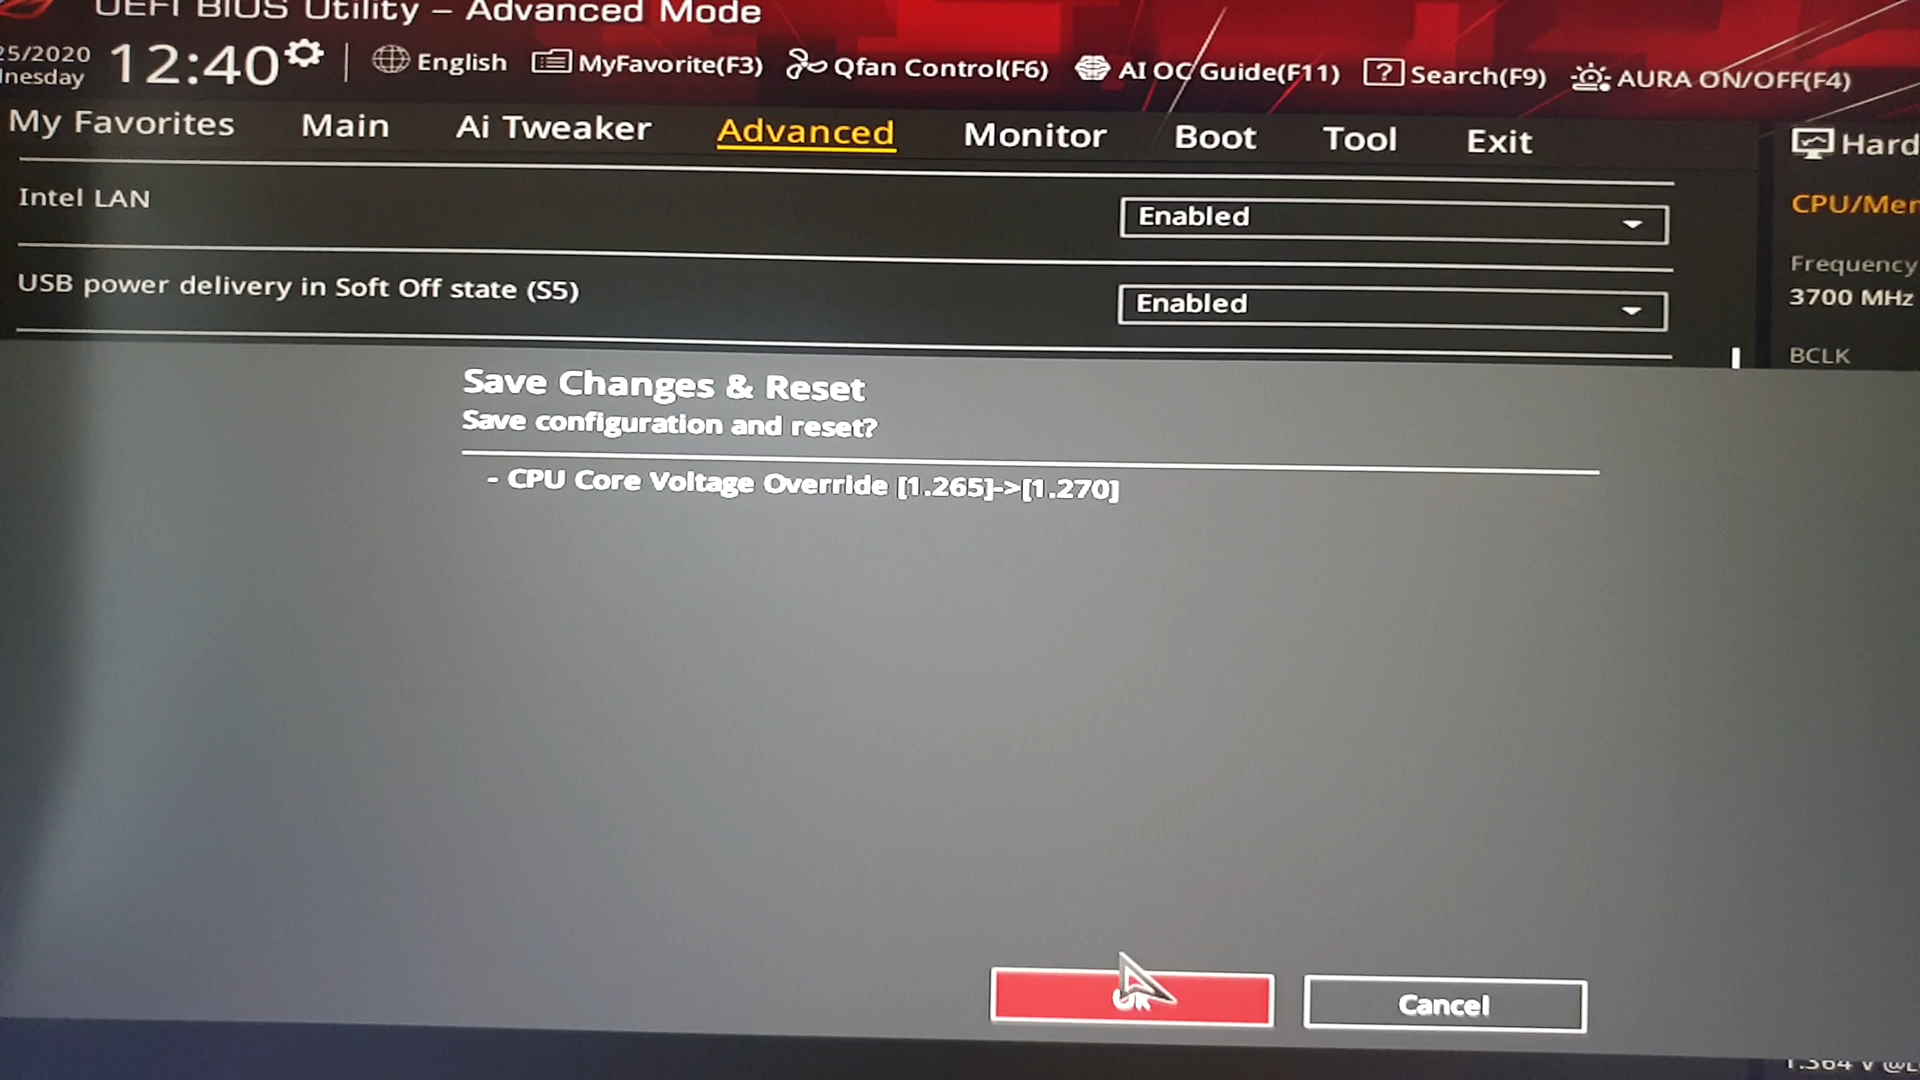 UEFI BIOS Utility – Advanced Mode
25/2020
nesday
12:40
English
MyFavorite(F3)
Qfan Control(F6)
AI OC Guide(F11)
Search(F9)
AURA ON/OFF(F4)
My Favorites
Main
Ai Tweaker
Advanced
Monitor
Boot
Tool
Exit
Hard
CPU/Mem
Intel LAN
Enabled
Frequency
3700 MHz
USB power delivery in Soft Off state (S5)
Enabled
BCLK
Save Changes & Reset
Save configuration and reset?
- CPU Core Voltage Override [1.265]->[1.270]
OK
Cancel